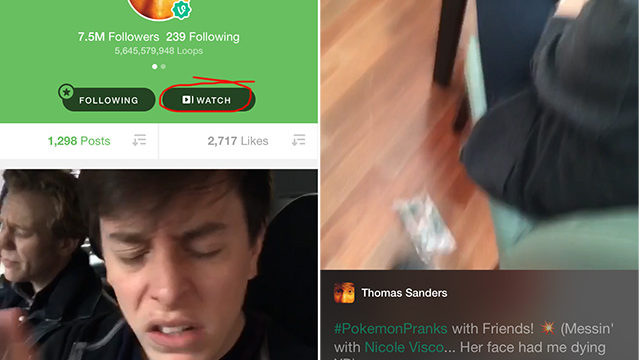 7.5M Followers 239 Following
5,645,579,948 Loops
FOLLOWING
WATCH
1,298 Posts
2,717 Likes
Thomas Sanders
#PokemonPranks with Friends! 💥 (Messin'
with Nicole Visco... Her face had me dying